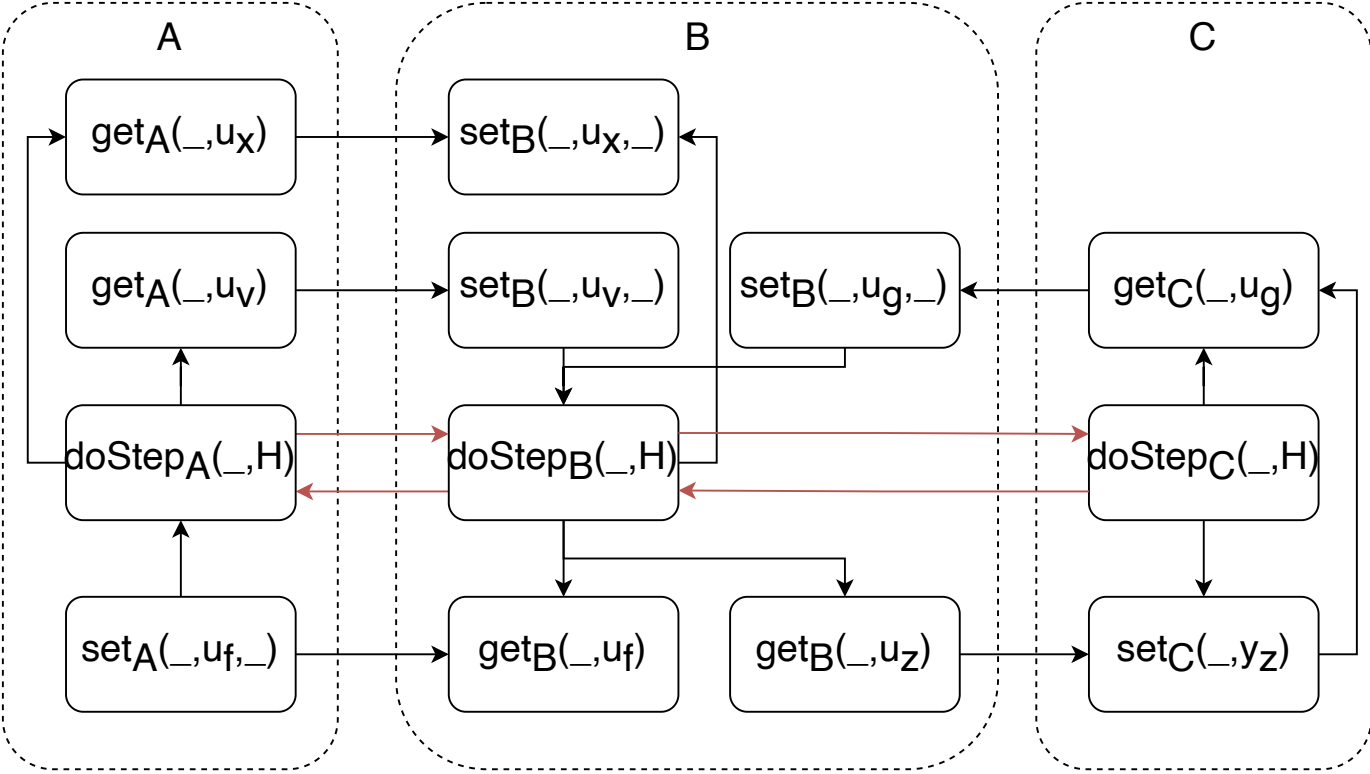 A
B
C
getA(_,ux)
setB(_,ux,_)
getA(_,uv)
setB(_,uv,_)
setB(_,ug,_)
getC(_,ug)
doStepA(_,H)
doStepB(_,H)
doStepC(_,H)
setA(_,uf,_)
getB(_,uf)
getB(_,uz)
setC(_,yz)